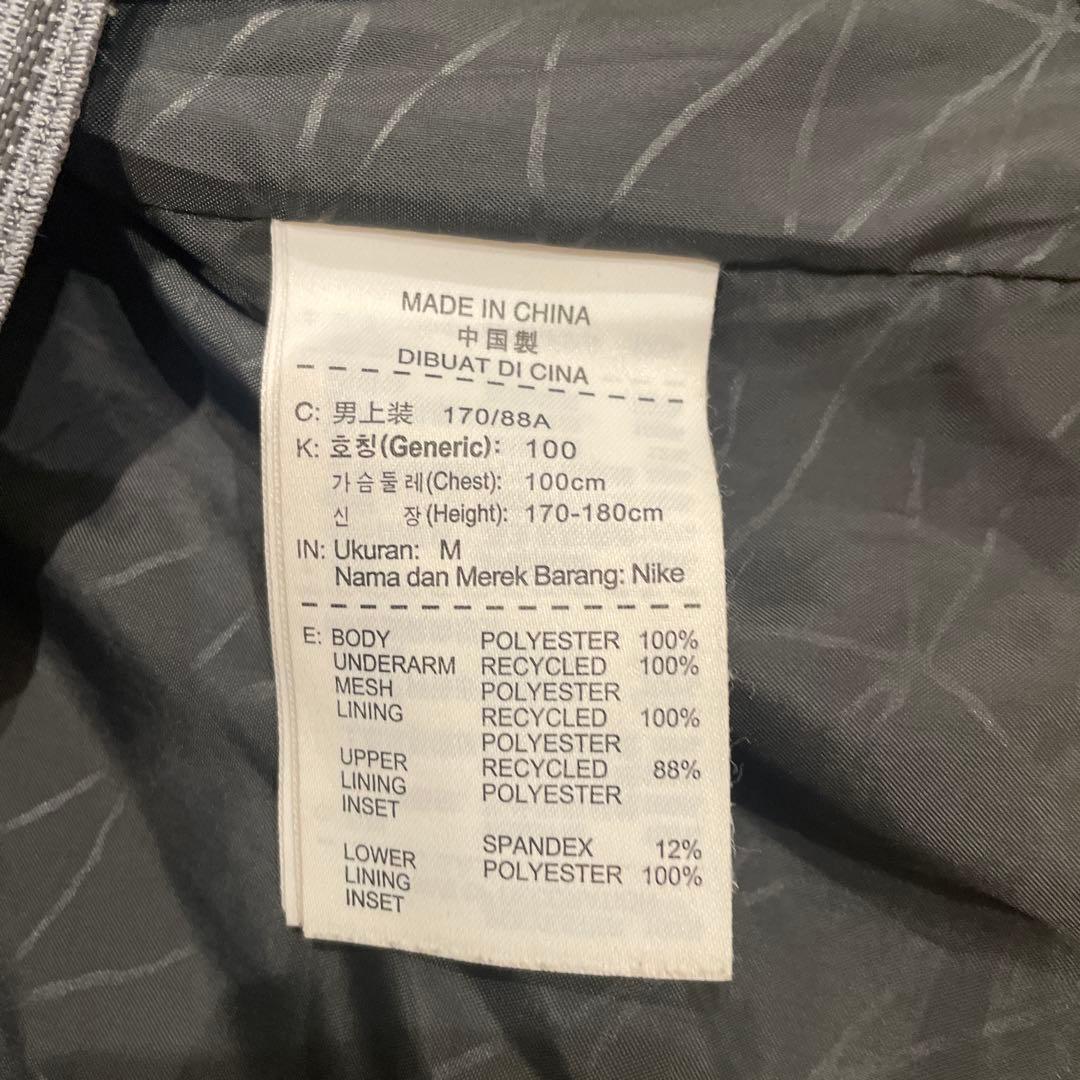 MADE IN CHINA
中国製
DIBUAT DI CINA
C: 男上装 170/88A
K: 호칭(Generic): 100
가슴둘레(Chest): 100cm
신 장(Height): 170-180cm
IN: Ukuran: M
Nama dan Merek Barang: Nike
E: BODY POLYESTER 100%
UNDERARM RECYCLED 100%
MESH POLYESTER
LINING RECYCLED 100%
POLYESTER
UPPER RECYCLED 88%
LINING POLYESTER
INSET
SPANDEX 12%
LOWER POLYESTER 100%
LINING
INSET